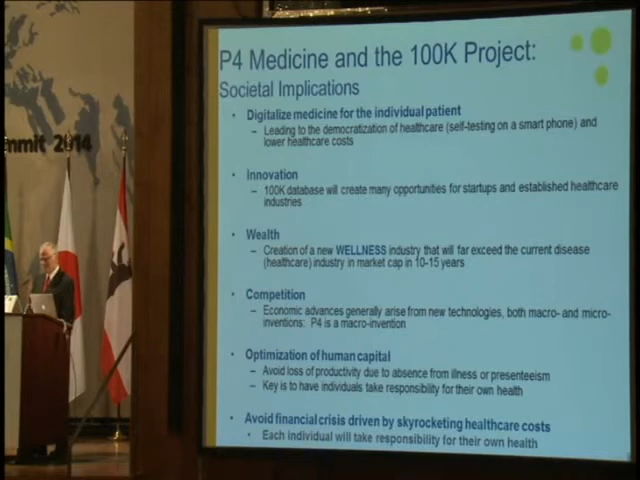 mmit 2014
P4 Medicine and the 100K Project:
Societal Implications
• Digitalize medicine for the individual patient
– Leading to the democratization of healthcare (self-testing on a smart phone) and
lower healthcare costs
• Innovation
– 100K database will create many opportunities for startups and established healthcare
industries
• Wealth
– Creation of a new WELLNESS industry that will far exceed the current disease
(healthcare) industry in market cap in 10-15 years
• Competition
– Economic advances generally arise from new technologies, both macro- and micro-
inventions: P4 is a macro-invention
• Optimization of human capital
– Avoid loss of productivity due to absence from illness or presenteeism
– Key is to have individuals take responsibility for their own health
• Avoid financial crisis driven by skyrocketing healthcare costs
• Each individual will take responsibility for their own health